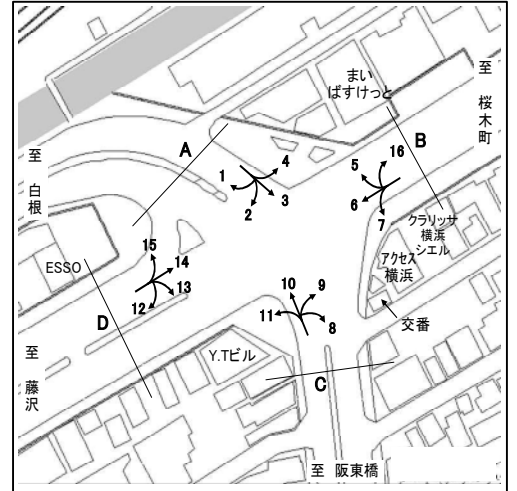 まい
ばすけっと
至
桜
木
町
A
B
16
5
4
1
至
白
根
6
3
2
7
クラリッサ
横浜
シエル
15
14
アクセス
横浜
ESSO
13
10
9
12
11
8
交番
D
至
藤
沢
Y.Tビル
C
至 阪東橋